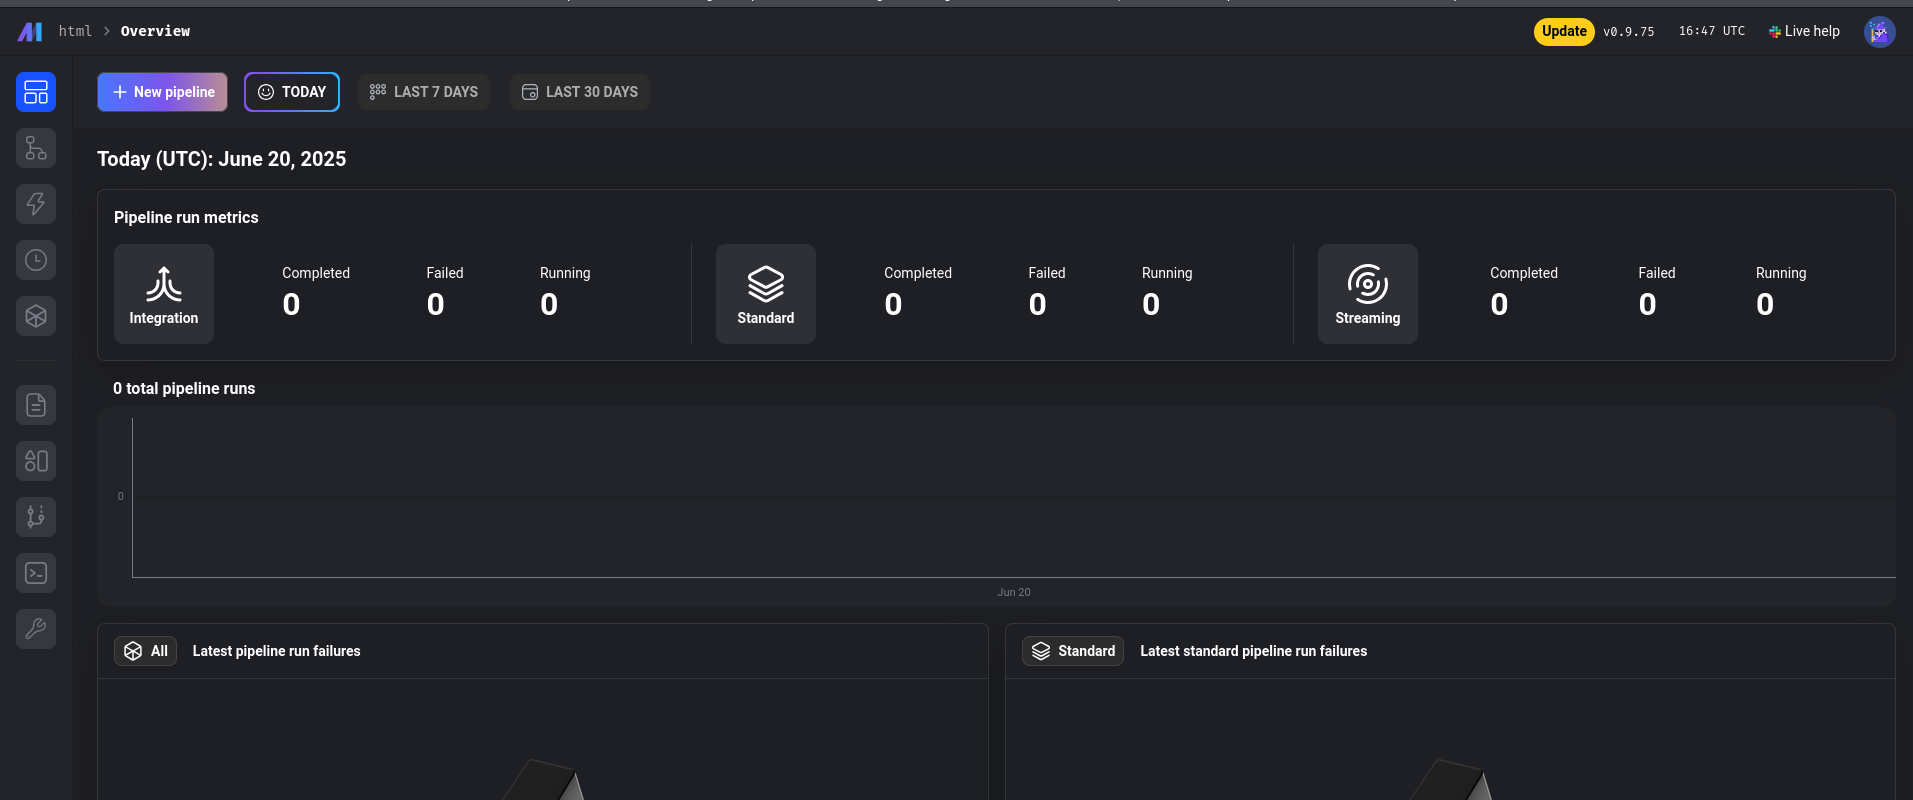 html > Overview
Update v0.9.75 16:47 UTC Live help
New pipeline TODAY LAST 7 DAYS LAST 30 DAYS
Today (UTC): June 20, 2025
Pipeline run metrics
Integration Completed 0 Failed 0 Running 0
Standard Completed 0 Failed 0 Running 0
Streaming Completed 0 Failed 0 Running 0
0 total pipeline runs
0
Jun 20
All Latest pipeline run failures
Standard Latest standard pipeline run failures